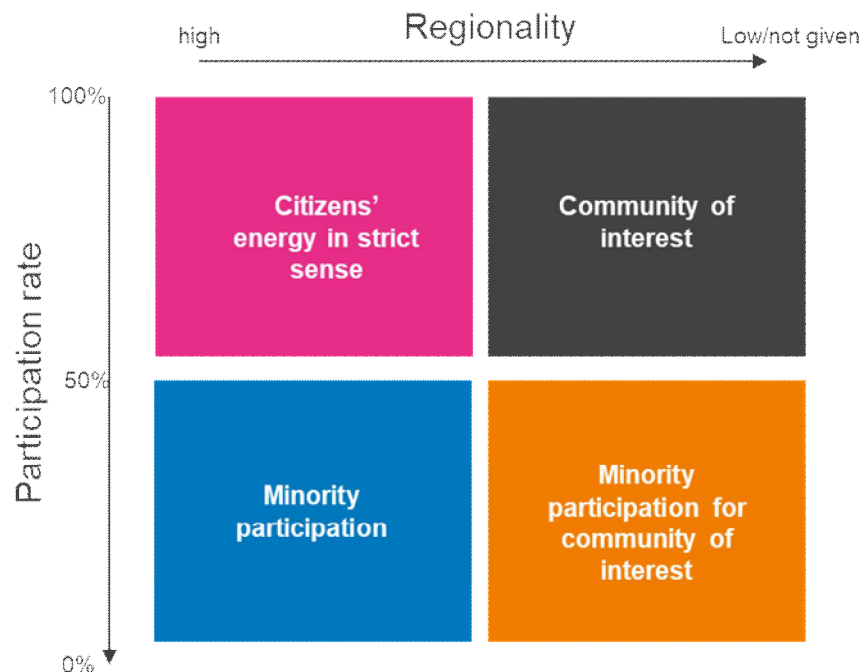 Regionality
high
Low/not given
100%
Citizens’
energy in strict
sense
Community of
interest
Participation rate
50%
Minority
participation
Minority
participation for
community of
interest
0%